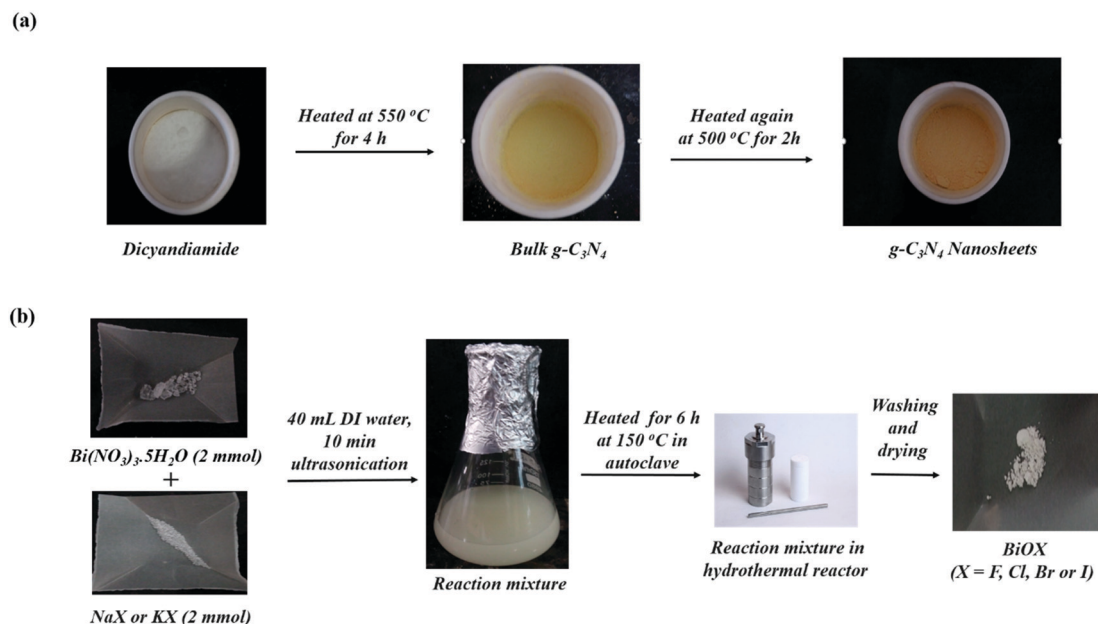 (a)
Heated at 550 °C
for 4 h
Heated again
at 500 °C for 2h
Dicyandiamide
Bulk g-C₃N₄
g-C₃N₄ Nanosheets
(b)
Bi(NO₃)₃.5H₂O (2 mmol)
+
NaX or KX (2 mmol)
40 mL DI water,
10 min
ultrasonication
Reaction mixture
Heated for 6 h
at 150 °C in
autoclave
Reaction mixture in
hydrothermal reactor
Washing
and
drying
BiOX
(X = F, Cl, Br or I)